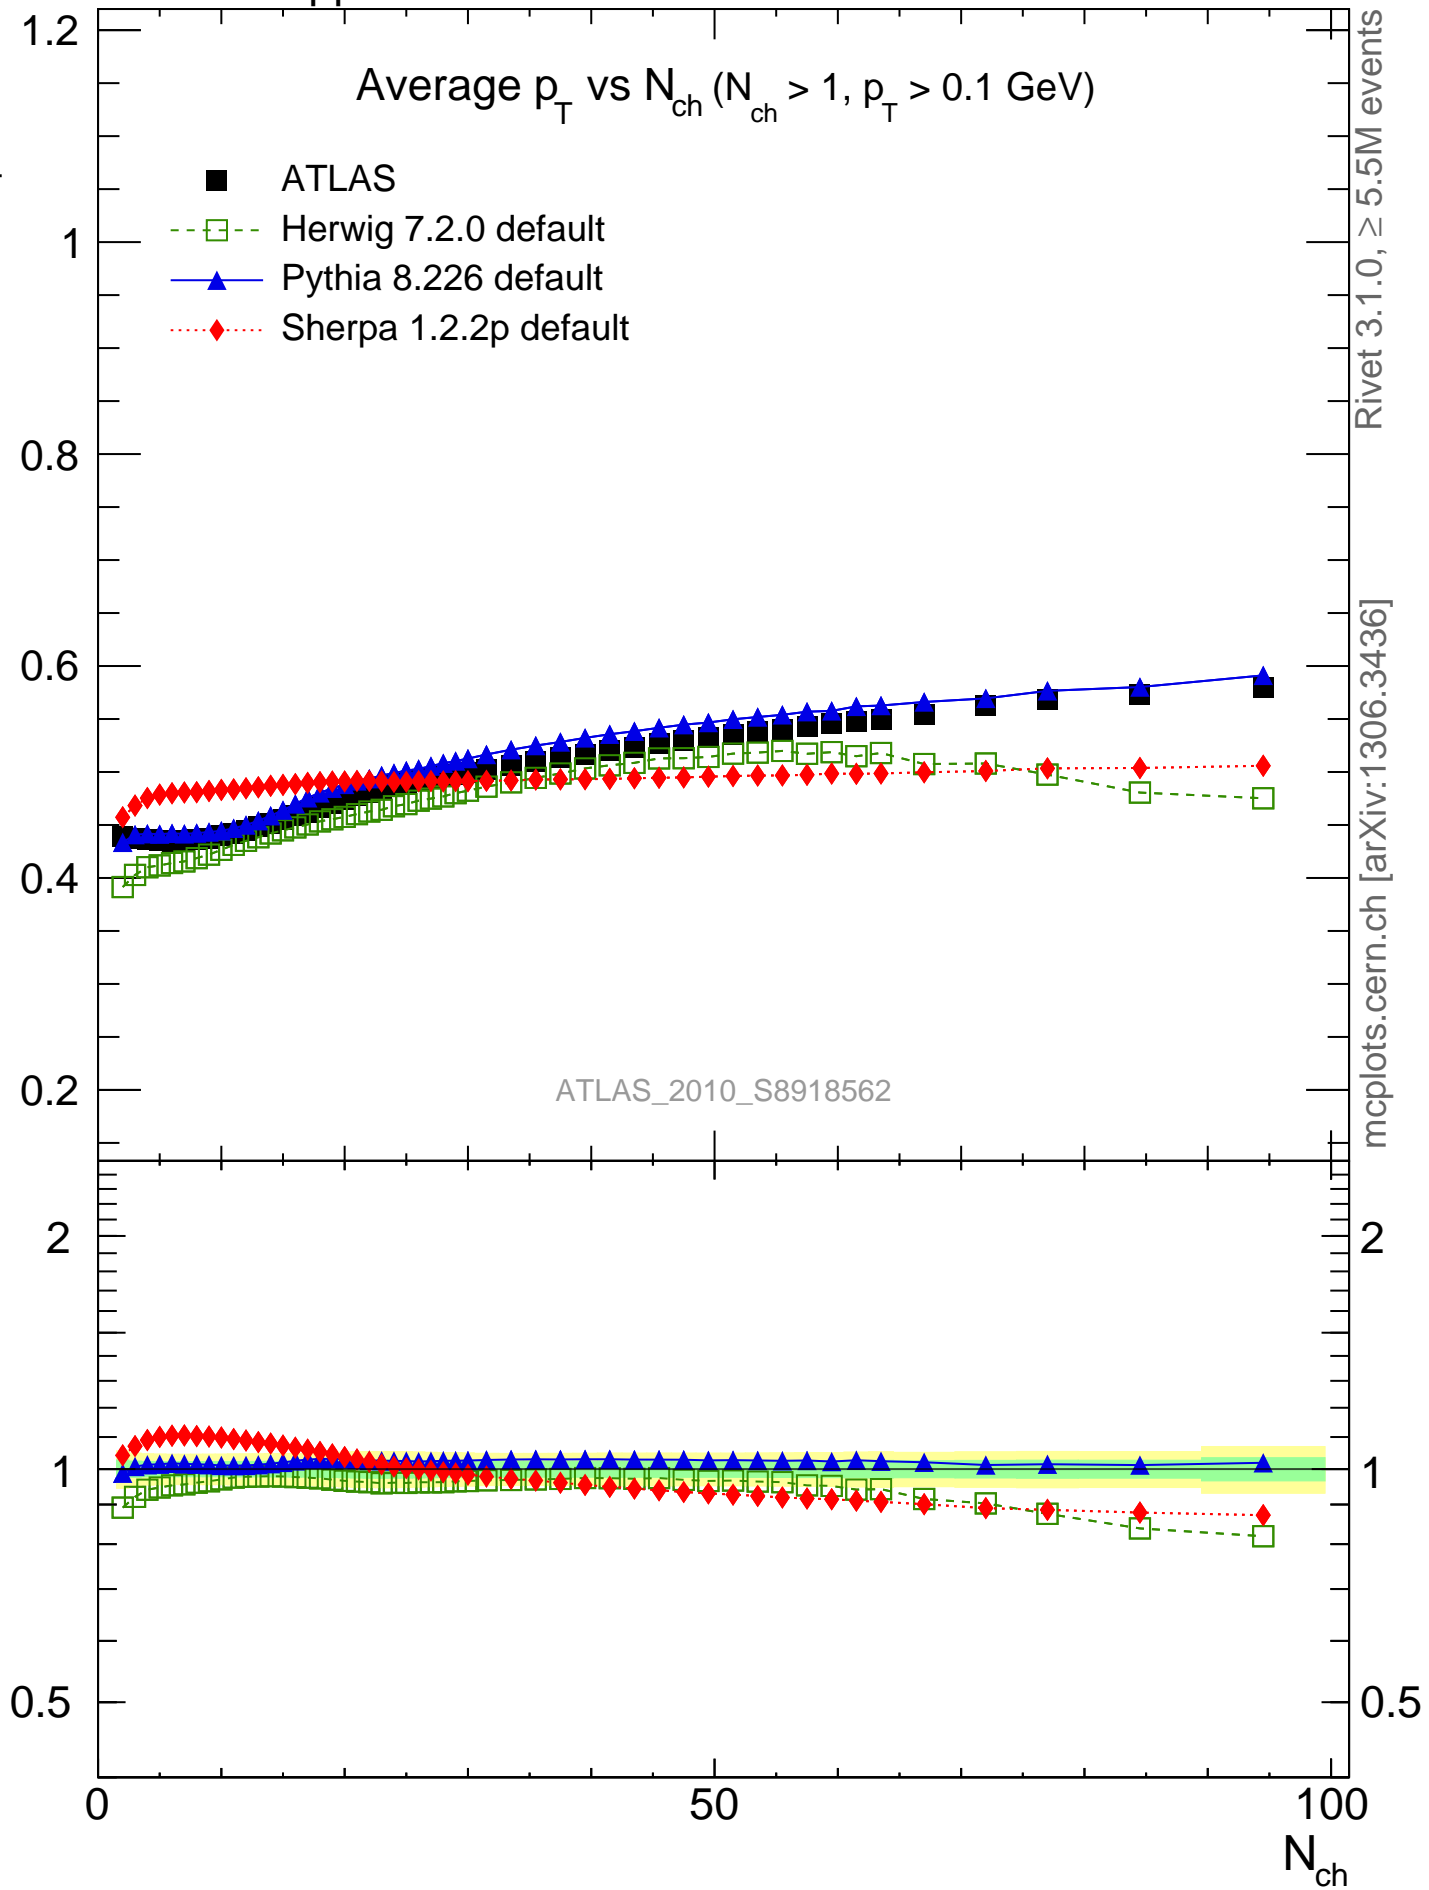 1.2
Average p_T vs N_ch (N_ch > 1, p_T > 0.1 GeV)
ATLAS
Herwig 7.2.0 default
Pythia 8.226 default
Sherpa 1.2.2p default
1
0.8
0.6
0.4
0.2
ATLAS_2010_S8918562
Rivet 3.1.0, ≥ 5.5M events
mcplots.cern.ch [arXiv:1306.3436]
2
1
0.5
2
1
0.5
0
50
100
N_ch